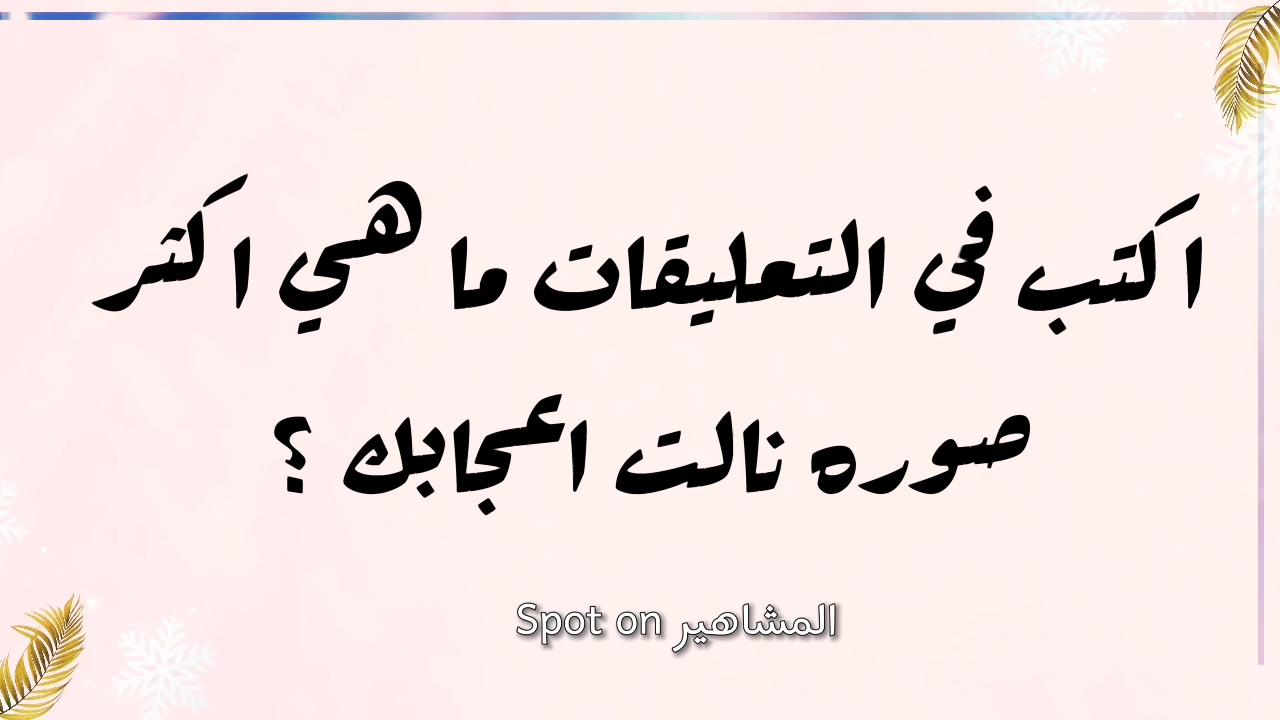 اكتب في التعليقات ما هي اكثر
صوره نالت اعجابك ؟
Spot on المشاهير